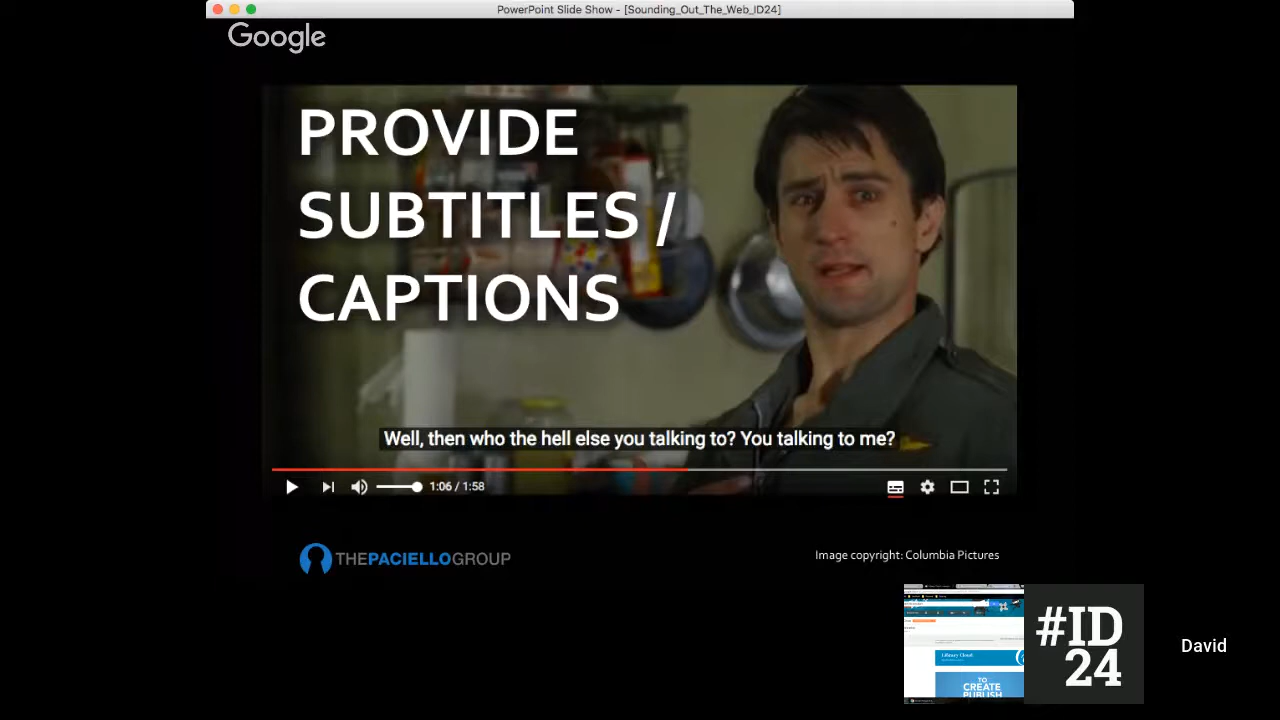 PowerPoint Slide Show - [Sounding_Out_The_Web_ID24]
Google
PROVIDE
SUBTITLES /
CAPTIONS
Well, then who the hell else you talking to? You talking to me?
1:06 / 1:58
THEPACIELLOGROUP
Image copyright: Columbia Pictures
Library Cloud
TO
CREATE
PUBLISH
#ID
24
David